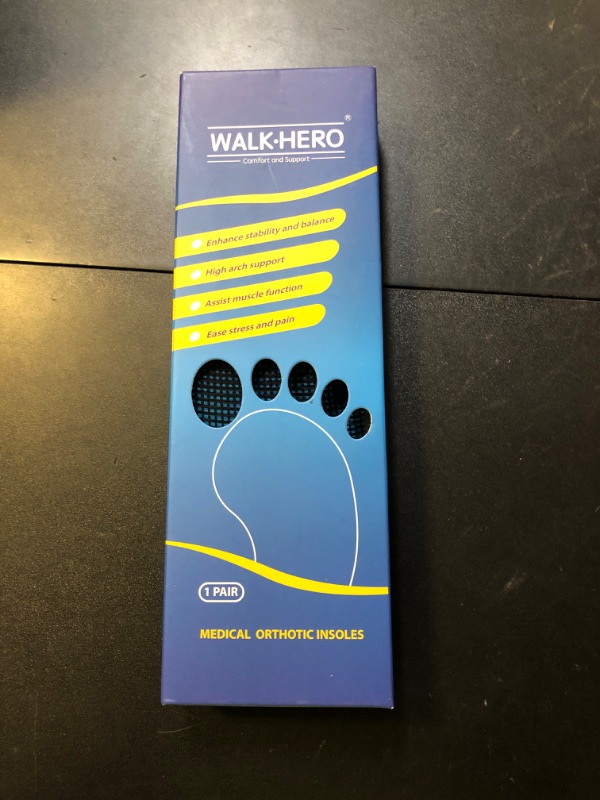 WALK·HERO®
Comfort and Support
Enhance stability and balance
High arch support
Assist muscle function
Ease stress and pain
1 PAIR
MEDICAL ORTHOTIC INSOLES